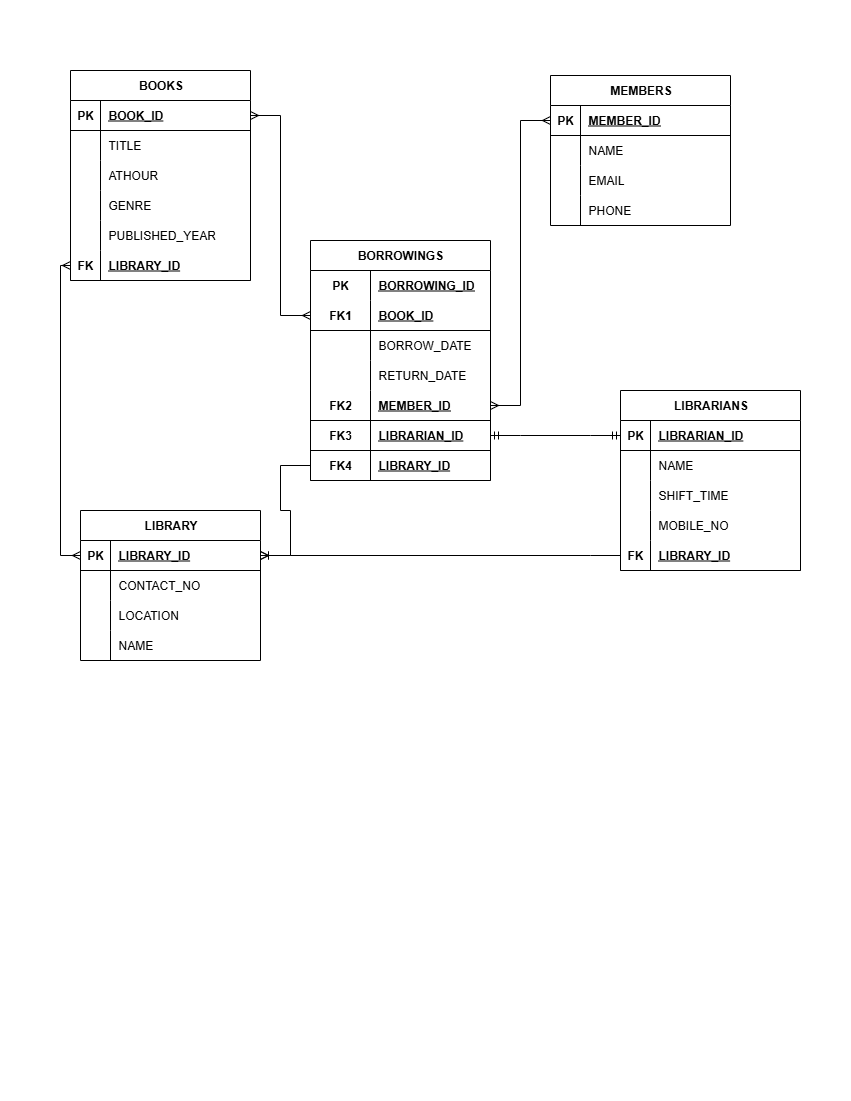 BOOKS
PK BOOK_ID
TITLE
ATHOUR
GENRE
PUBLISHED_YEAR
FK LIBRARY_ID
MEMBERS
PK MEMBER_ID
NAME
EMAIL
PHONE
BORROWINGS
PK BORROWING_ID
FK1 BOOK_ID
BORROW_DATE
RETURN_DATE
FK2 MEMBER_ID
FK3 LIBRARIAN_ID
FK4 LIBRARY_ID
LIBRARIANS
PK LIBRARIAN_ID
NAME
SHIFT_TIME
MOBILE_NO
FK LIBRARY_ID
LIBRARY
PK LIBRARY_ID
CONTACT_NO
LOCATION
NAME